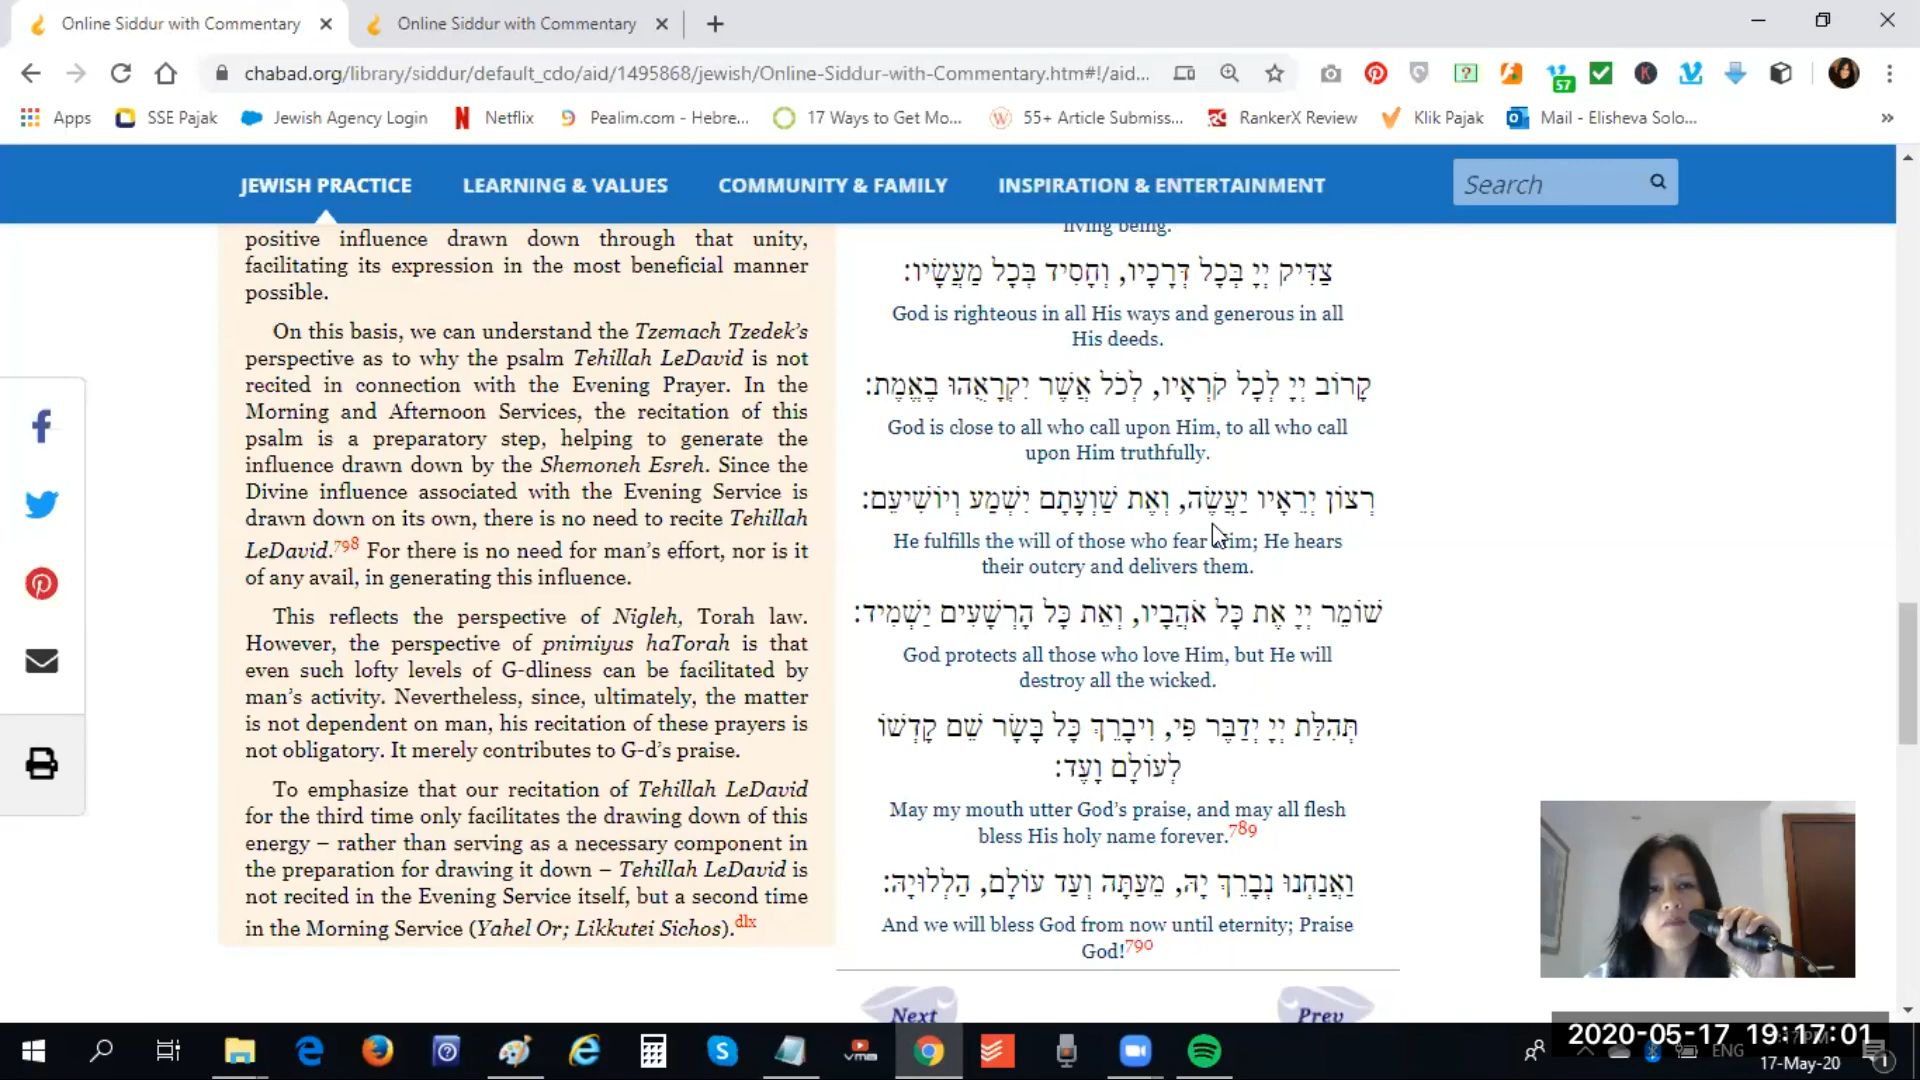 Online Siddur with Commentary
Online Siddur with Commentary
chabad.org/library/siddur/default_cdo/aid/1495868/jewish/Online-Siddur-with-Commentary.htm#!/aid...
57
Apps
SSE Pajak
Jewish Agency Login
Netflix
Pealim.com - Hebre...
17 Ways to Get Mo...
55+ Article Submiss...
RankerX Review
Klik Pajak
Mail - Elisheva Solo...
JEWISH PRACTICE
LEARNING & VALUES
COMMUNITY & FAMILY
INSPIRATION & ENTERTAINMENT
Search
positive influence drawn down through that unity,
facilitating its expression in the most beneficial manner
possible.
On this basis, we can understand the Tzemach Tzedek's
perspective as to why the psalm Tehillah LeDavid is not
recited in connection with the Evening Prayer. In the
Morning and Afternoon Services, the recitation of this
psalm is a preparatory step, helping to generate the
influence drawn down by the Shemoneh Esreh. Since the
Divine influence associated with the Evening Service is
drawn down on its own, there is no need to recite Tehillah
LeDavid.798 For there is no need for man's effort, nor is it
of any avail, in generating this influence.
This reflects the perspective of Nigleh, Torah law.
However, the perspective of pnimiyus haTorah is that
even such lofty levels of G-dliness can be facilitated by
man's activity. Nevertheless, since, ultimately, the matter
is not dependent on man, his recitation of these prayers is
not obligatory. It merely contributes to G-d's praise.
To emphasize that our recitation of Tehillah LeDavid
for the third time only facilitates the drawing down of this
energy – rather than serving as a necessary component in
the preparation for drawing it down – Tehillah LeDavid is
not recited in the Evening Service itself, but a second time
in the Morning Service (Yahel Or; Likkutei Sichos).dlx
living being.
צַדִּיק יְיָ בְּכָל דְּרָכָיו, וְחָסִיד בְּכָל מַעֲשָׂיו:
God is righteous in all His ways and generous in all
His deeds.
קָרוֹב יְיָ לְכָל קֹרְאָיו, לְכֹל אֲשֶׁר יִקְרָאֻהוּ בֶאֱמֶת:
God is close to all who call upon Him, to all who call
upon Him truthfully.
רְצוֹן יְרֵאָיו יַעֲשֶׂה, וְאֶת שַׁוְעָתָם יִשְׁמַע וְיוֹשִׁיעֵם:
He fulfills the will of those who fear Him; He hears
their outcry and delivers them.
שׁוֹמֵר יְיָ אֶת כָּל אֹהֲבָיו, וְאֵת כָּל הָרְשָׁעִים יַשְׁמִיד:
God protects all those who love Him, but He will
destroy all the wicked.
תְּהִלַּת יְיָ יְדַבֶּר פִּי, וִיבָרֵךְ כָּל בָּשָׂר שֵׁם קָדְשׁוֹ
לְעוֹלָם וָעֶד:
May my mouth utter God's praise, and may all flesh
bless His holy name forever.789
וַאֲנַחְנוּ נְבָרֵךְ יָהּ, מֵעַתָּה וְעַד עוֹלָם, הַלְלוּיָהּ:
And we will bless God from now until eternity; Praise
God!790
Next
Prev
2020-05-17 19:17:01
ENG
17-May-20